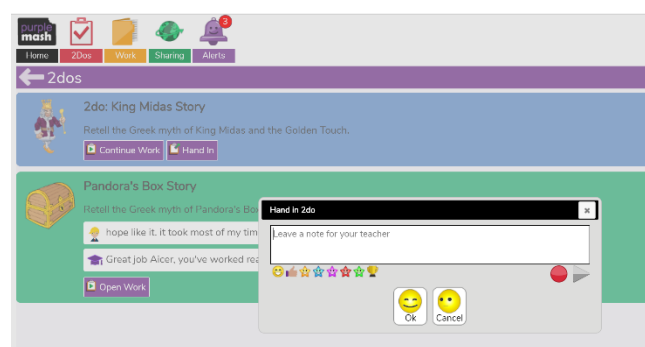 purple
mash
3
Home 2Dos Work Sharing Alerts
2dos
2do: King Midas Story
Retell the Greek myth of King Midas and the Golden Touch.
Continue Work Hand In
Pandora's Box Story
Retell the Greek myth of Pandora's Bo
Hand in 2do x
hope like it, it took most of my tim
Leave a note for your teacher
Great job Aicer, you've worked rea
Open Work
Ok Cancel